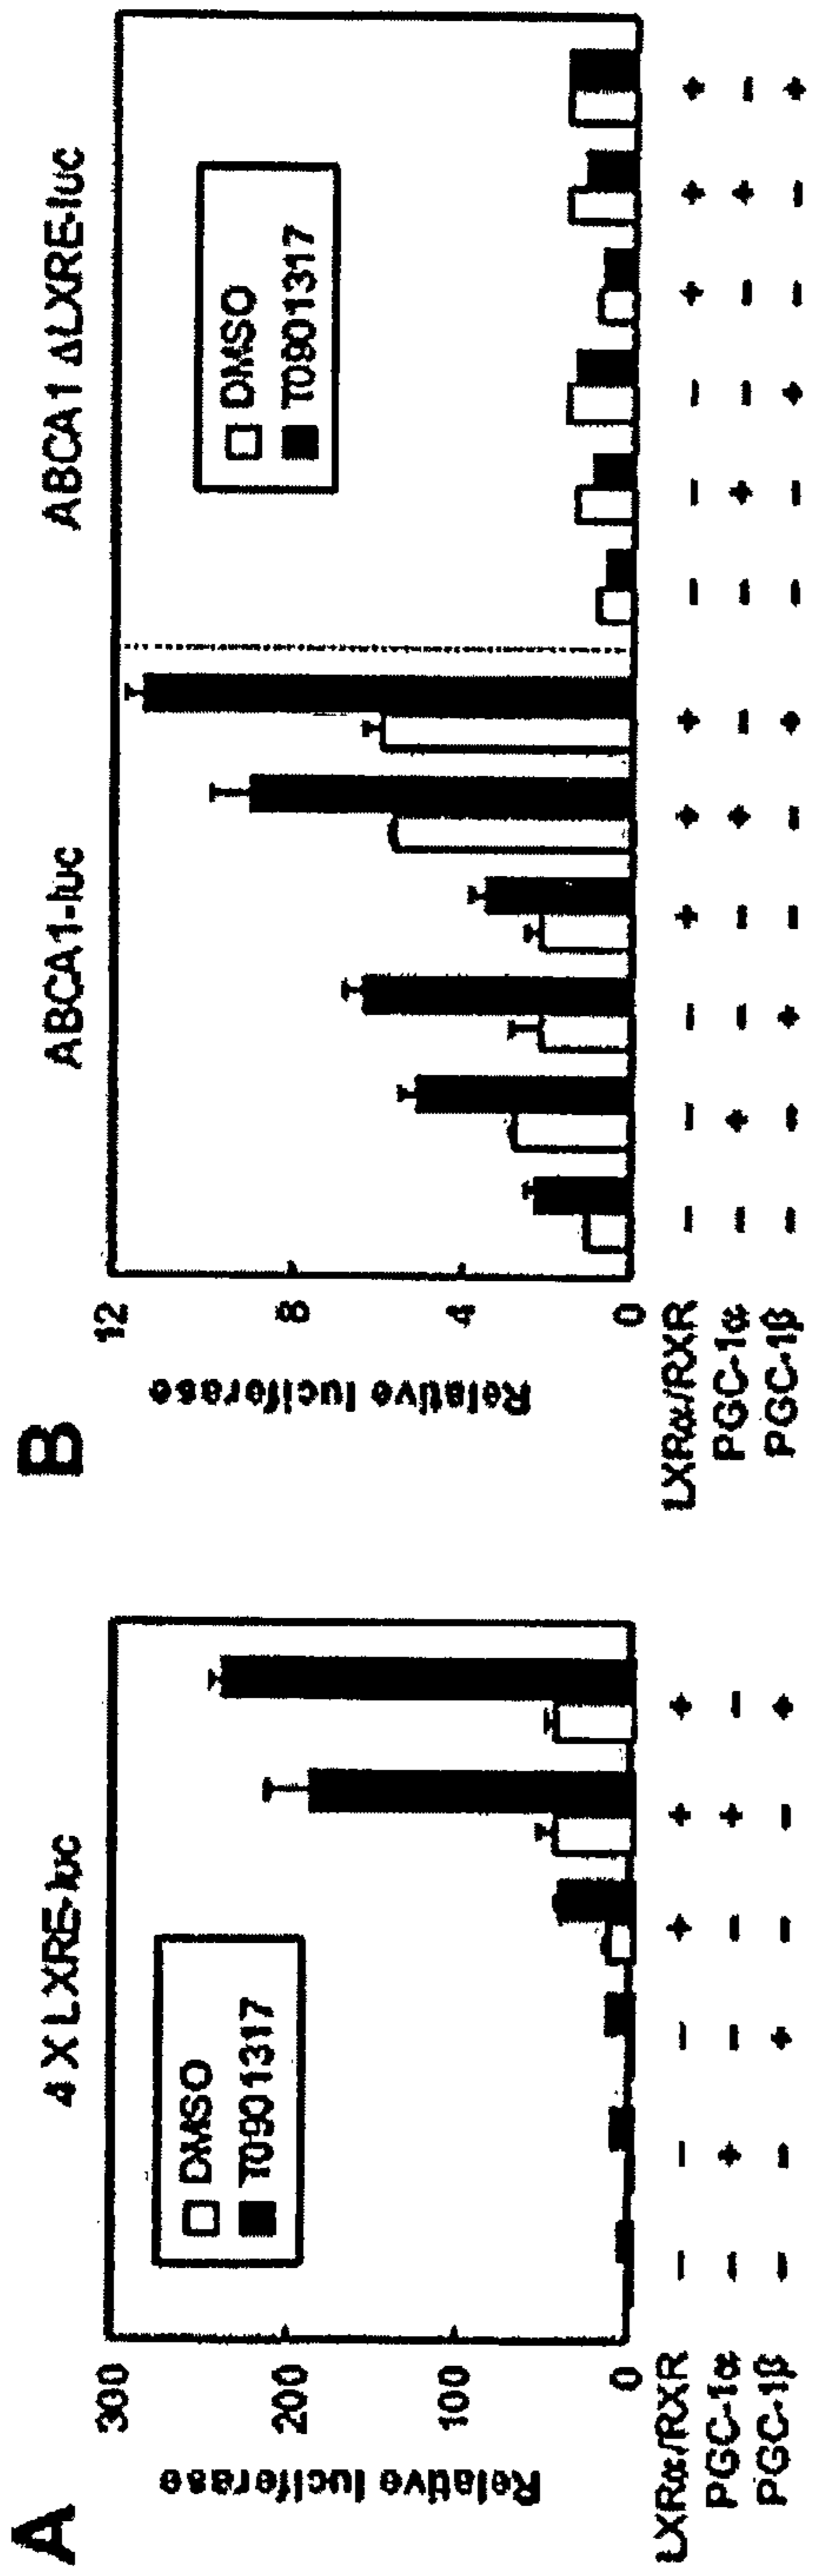 A
4 X LXRE-luc
Relative luciferase
300
200
100
0
DMSO
T0901317
LXRα/RXR − − − + + +
PGC-1α − + − − + −
PGC-1β − − + − − +
B
ABCA1-luc
ABCA1 ΔLXRE-luc
Relative luciferase
12
8
4
0
DMSO
T0901317
LXRα/RXR − − − + + + − − − + + +
PGC-1α − + − − + − − + − − + −
PGC-1β − − + − − + − − + − − +